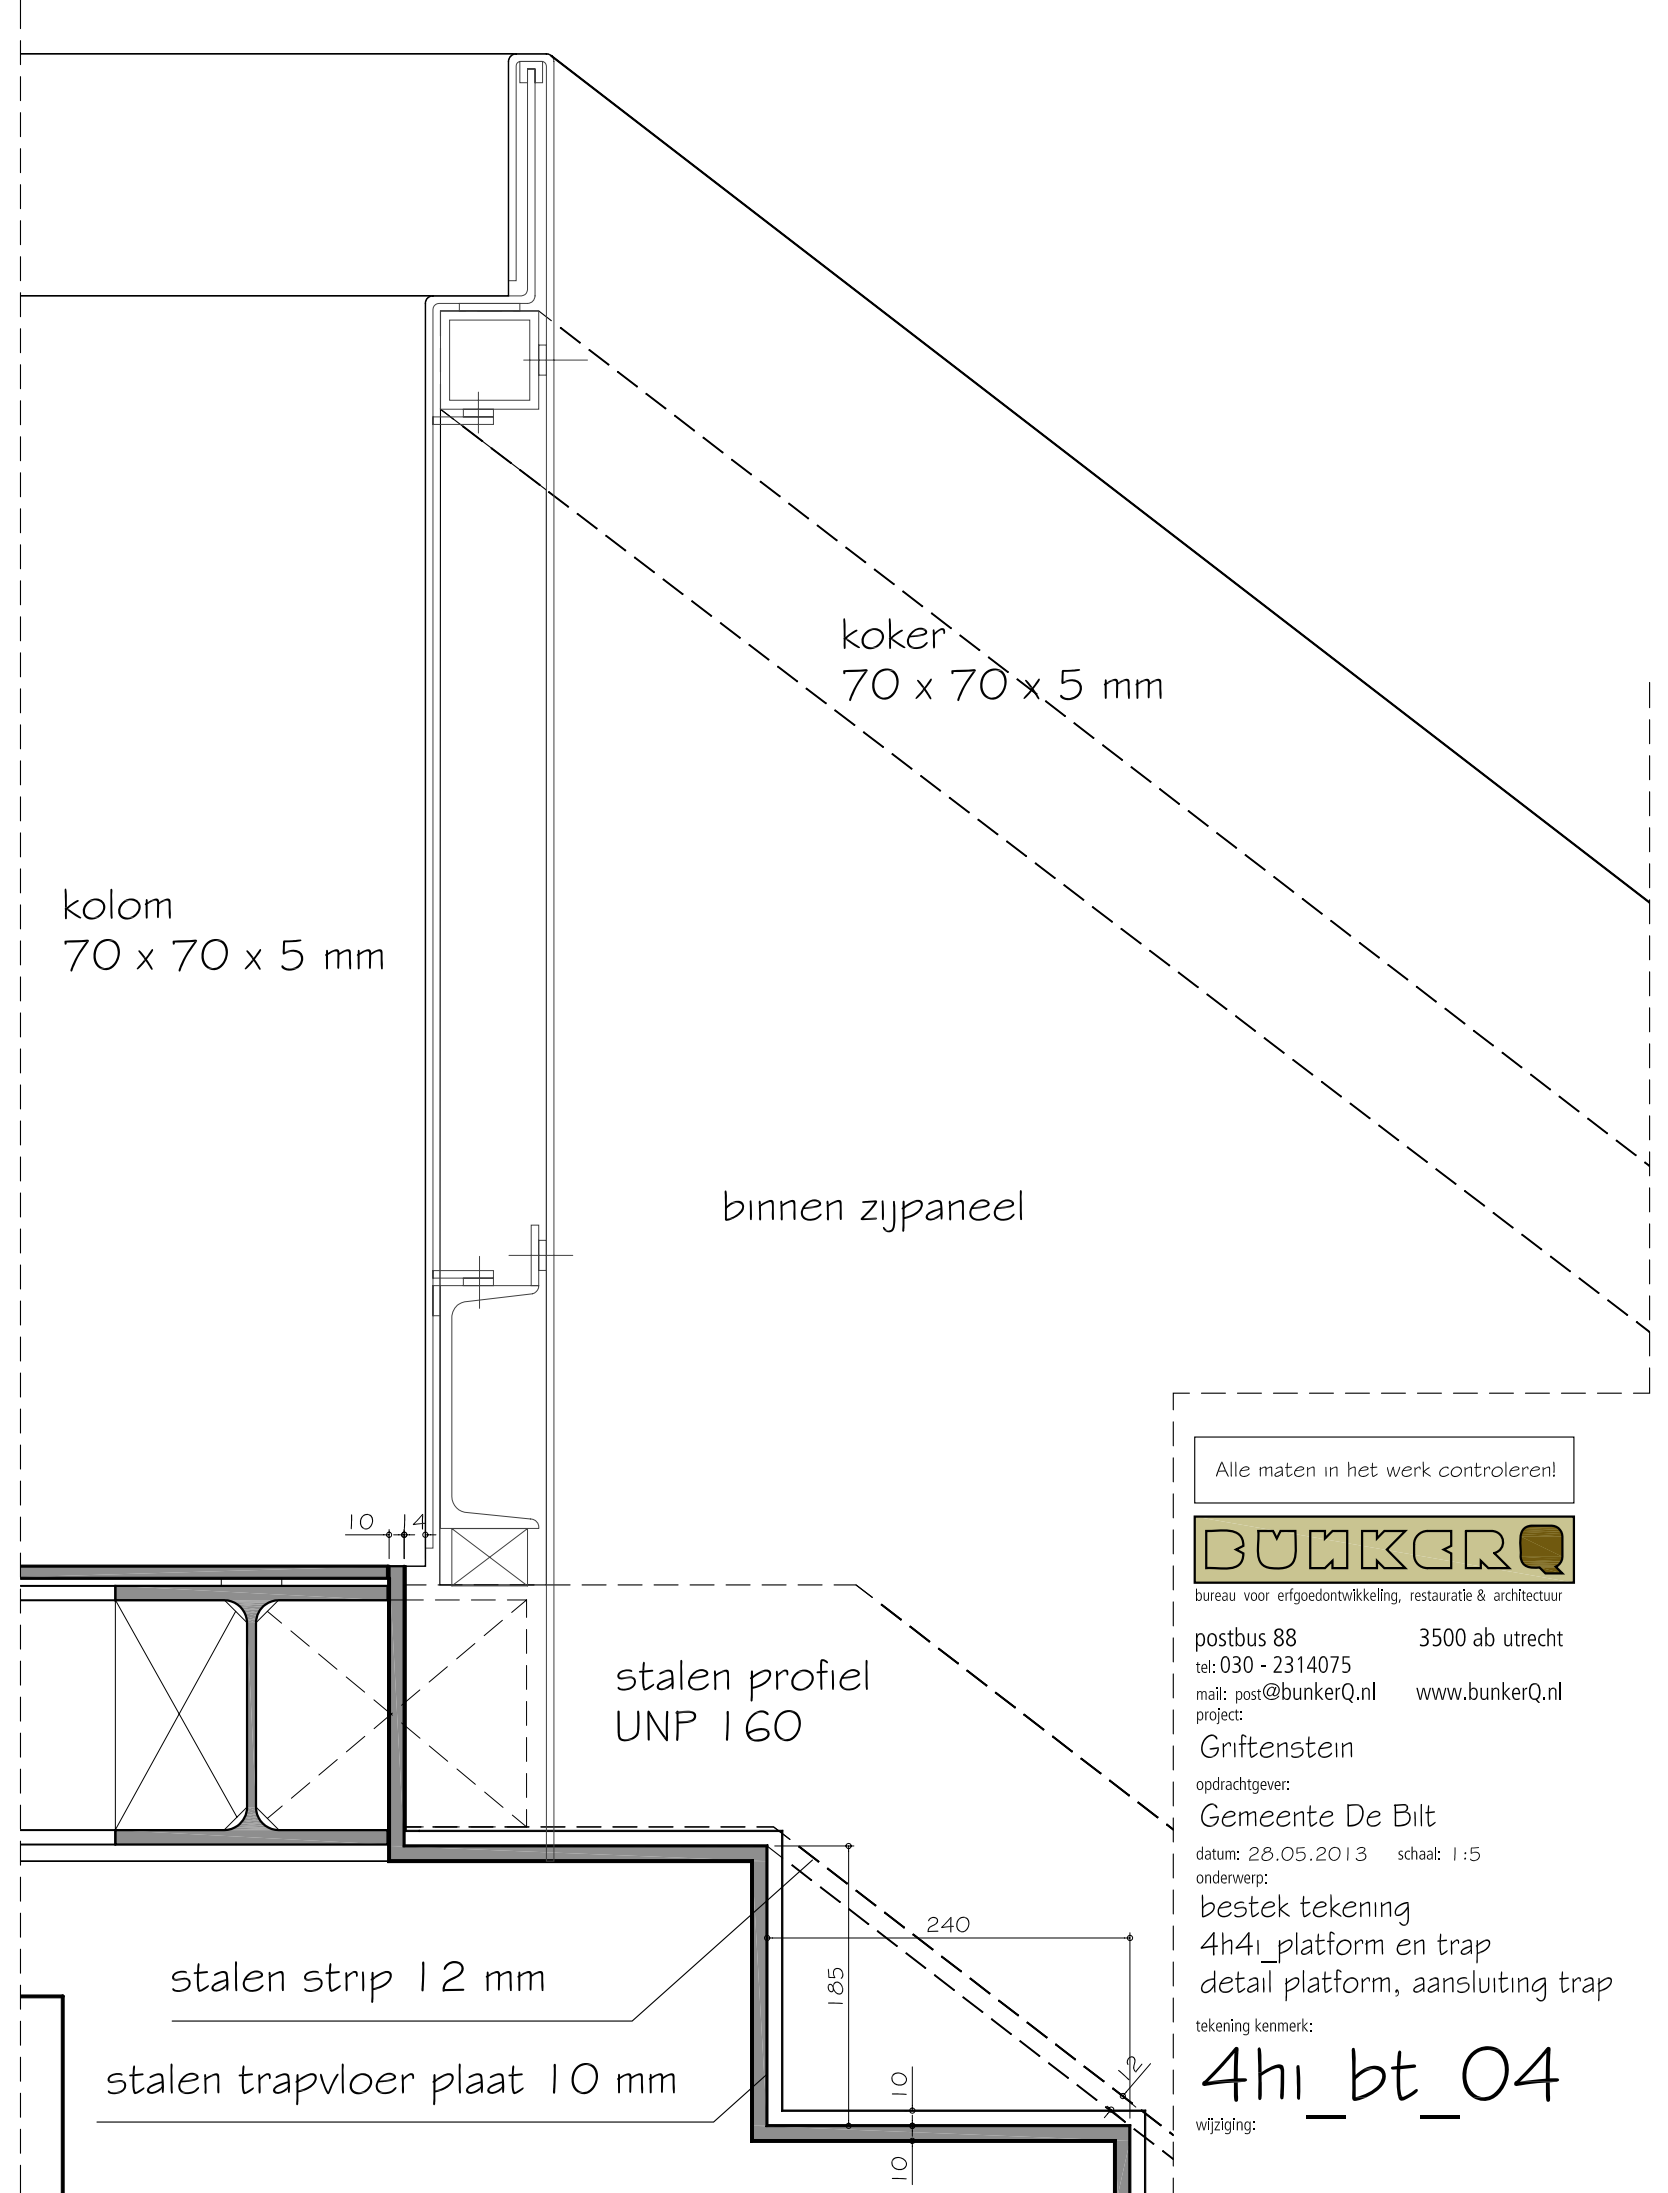 koker
70 x 70 x 5 mm
kolom
70 x 70 x 5 mm
binnen zijpaneel
10 14
stalen profiel
UNP 160
240
185
stalen strip 12 mm
stalen trapvloer plaat 10 mm
10
12
10
Alle maten in het werk controleren!
BUNKERQ
bureau voor erfgoedontwikkeling, restauratie & architectuur
postbus 88 3500 ab utrecht
tel: 030 - 2314075
mail: post@bunkerQ.nl www.bunkerQ.nl
project:
Griftenstein
opdrachtgever:
Gemeente De Bilt
datum: 28.05.2013 schaal: 1:5
onderwerp:
bestek tekening
4h4i_platform en trap
detail platform, aansluiting trap
tekening kenmerk:
4hi_bt_04
wijziging: